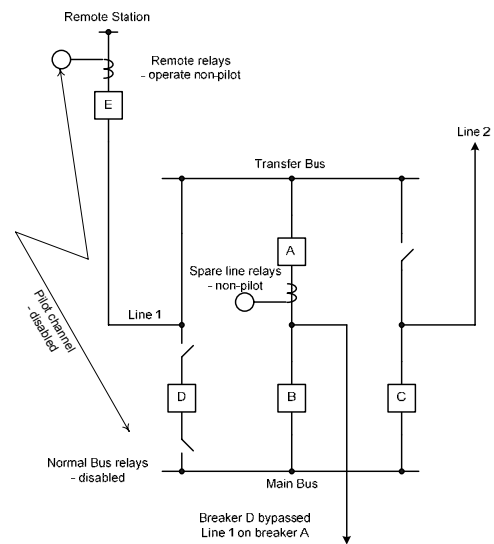 Remote Station
Remote relays
- operate non-pilot
E
Line 2
Transfer Bus
A
Spare line relays
- non-pilot
Pilot channel
- disabled
Line 1
D
B
C
Normal Bus relays
- disabled
Main Bus
Breaker D bypassed
Line 1 on breaker A